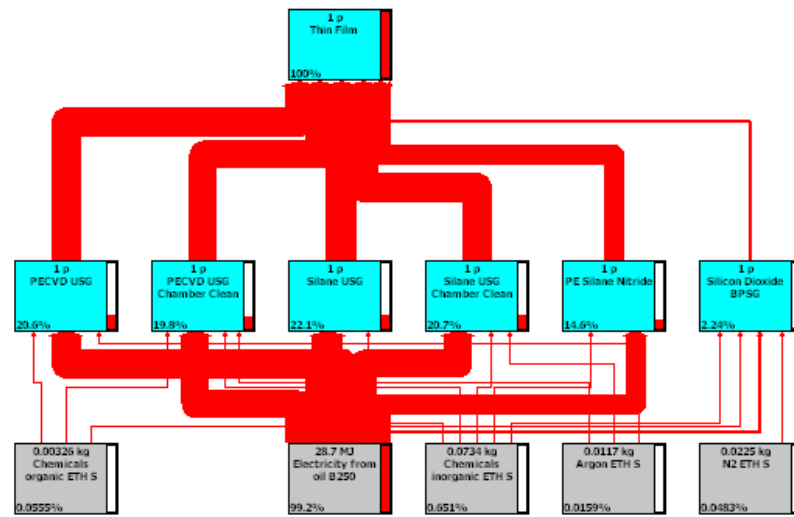 1 p
Thin Film
100%
1 p
PECVD USG
20.6%
1 p
PECVD USG
Chamber Clean
19.8%
1 p
Silane USG
22.1%
1 p
Silane USG
Chamber Clean
20.7%
1 p
PE Silane Nitride
14.6%
1 p
Silicon Dioxide
BPSG
2.24%
0.00326 kg
Chemicals
organic ETH S
0.0555%
28.7 MJ
Electricity from
oil B250
99.2%
0.0734 kg
Chemicals
inorganic ETH S
0.651%
0.0117 kg
Argon ETH S
0.0159%
0.0225 kg
N2 ETH S
0.0483%